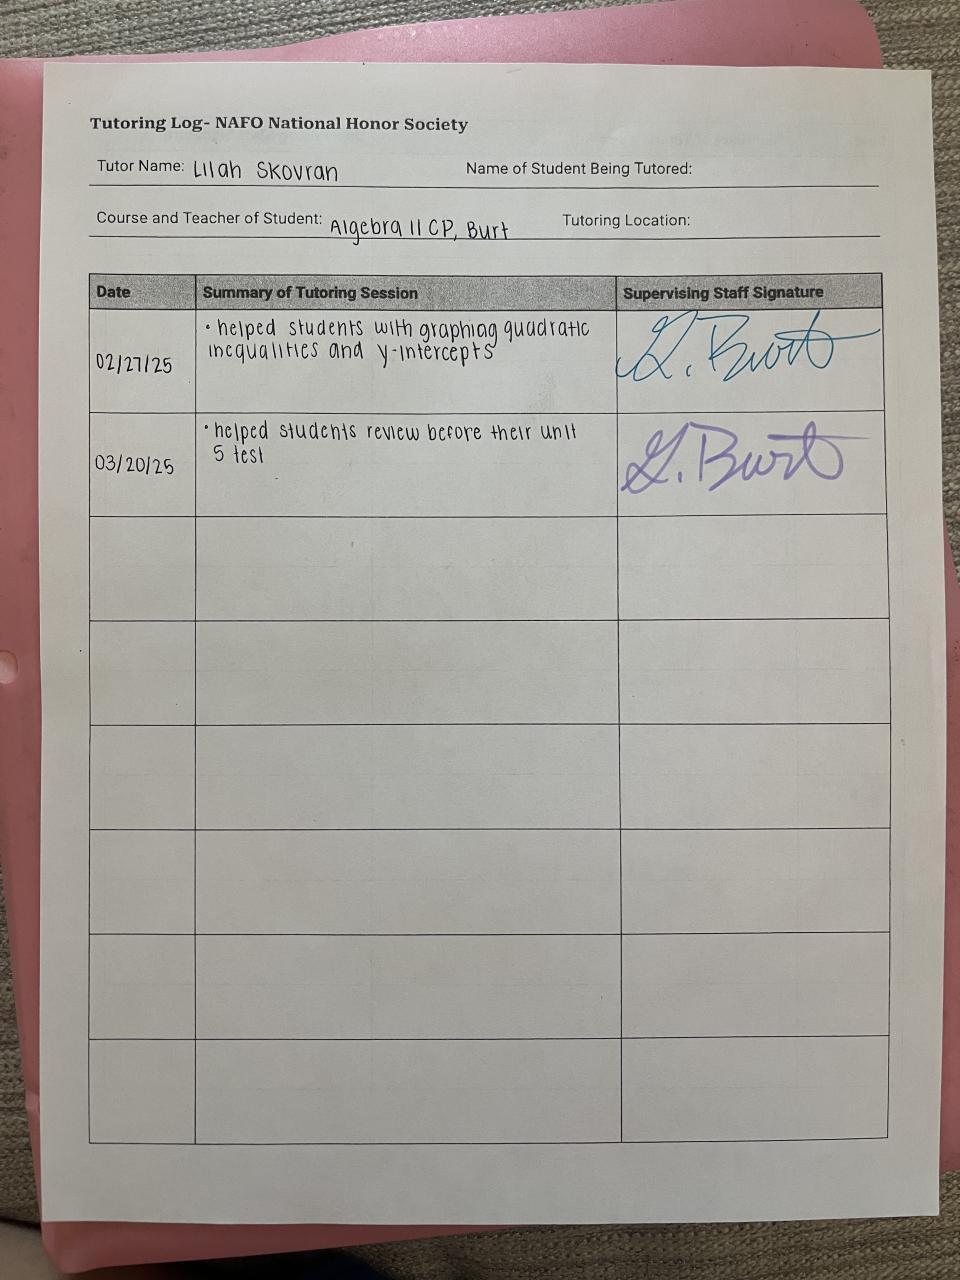 Tutoring Log- NAFO National Honor Society
Tutor Name: Lilah Skovran Name of Student Being Tutored:
Course and Teacher of Student: Algebra II CP, Burt Tutoring Location:
Date Summary of Tutoring Session Supervising Staff Signature
02/27/25 • helped students with graphing quadratic
inequalities and y-intercepts
G. Burt
03/20/25 • helped students review before their unit
5 test
G. Burt